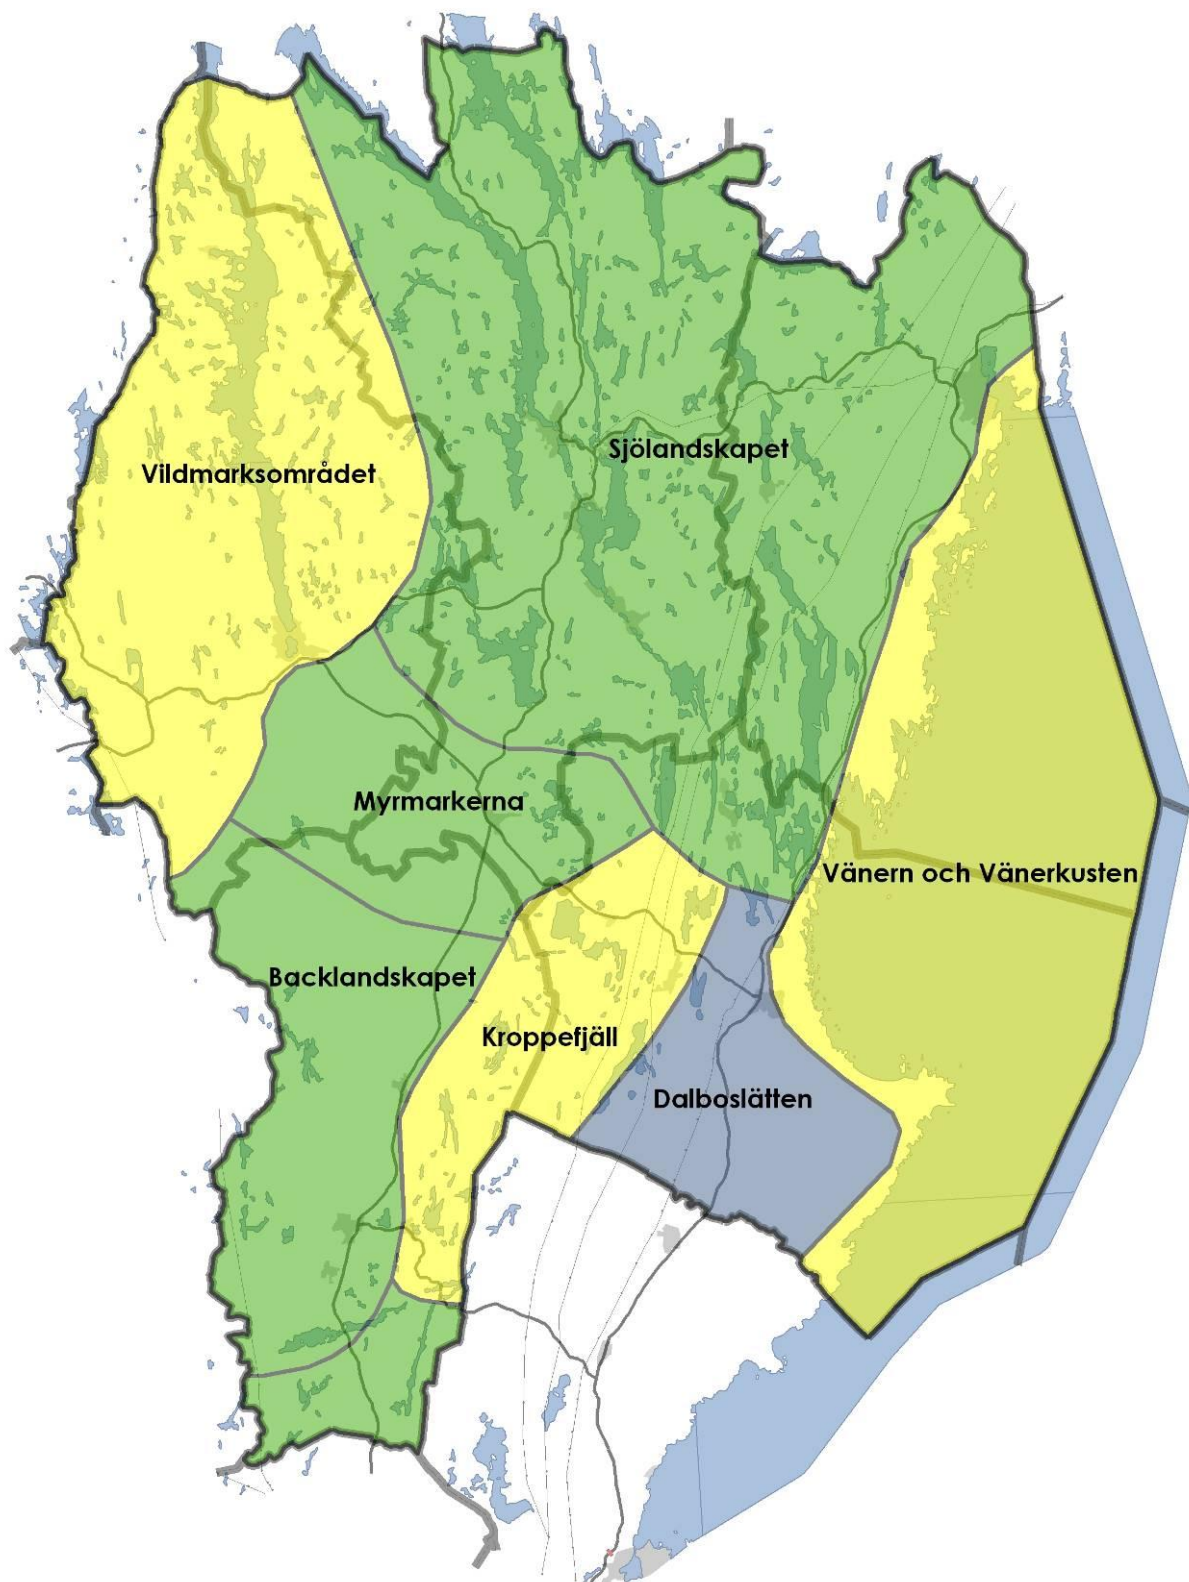 Sjölandskapet
Vildmarksområdet
Myrmarkerna
Vänern och Vänerkusten
Backlandskapet
Kroppefjäll
Dalboslätten